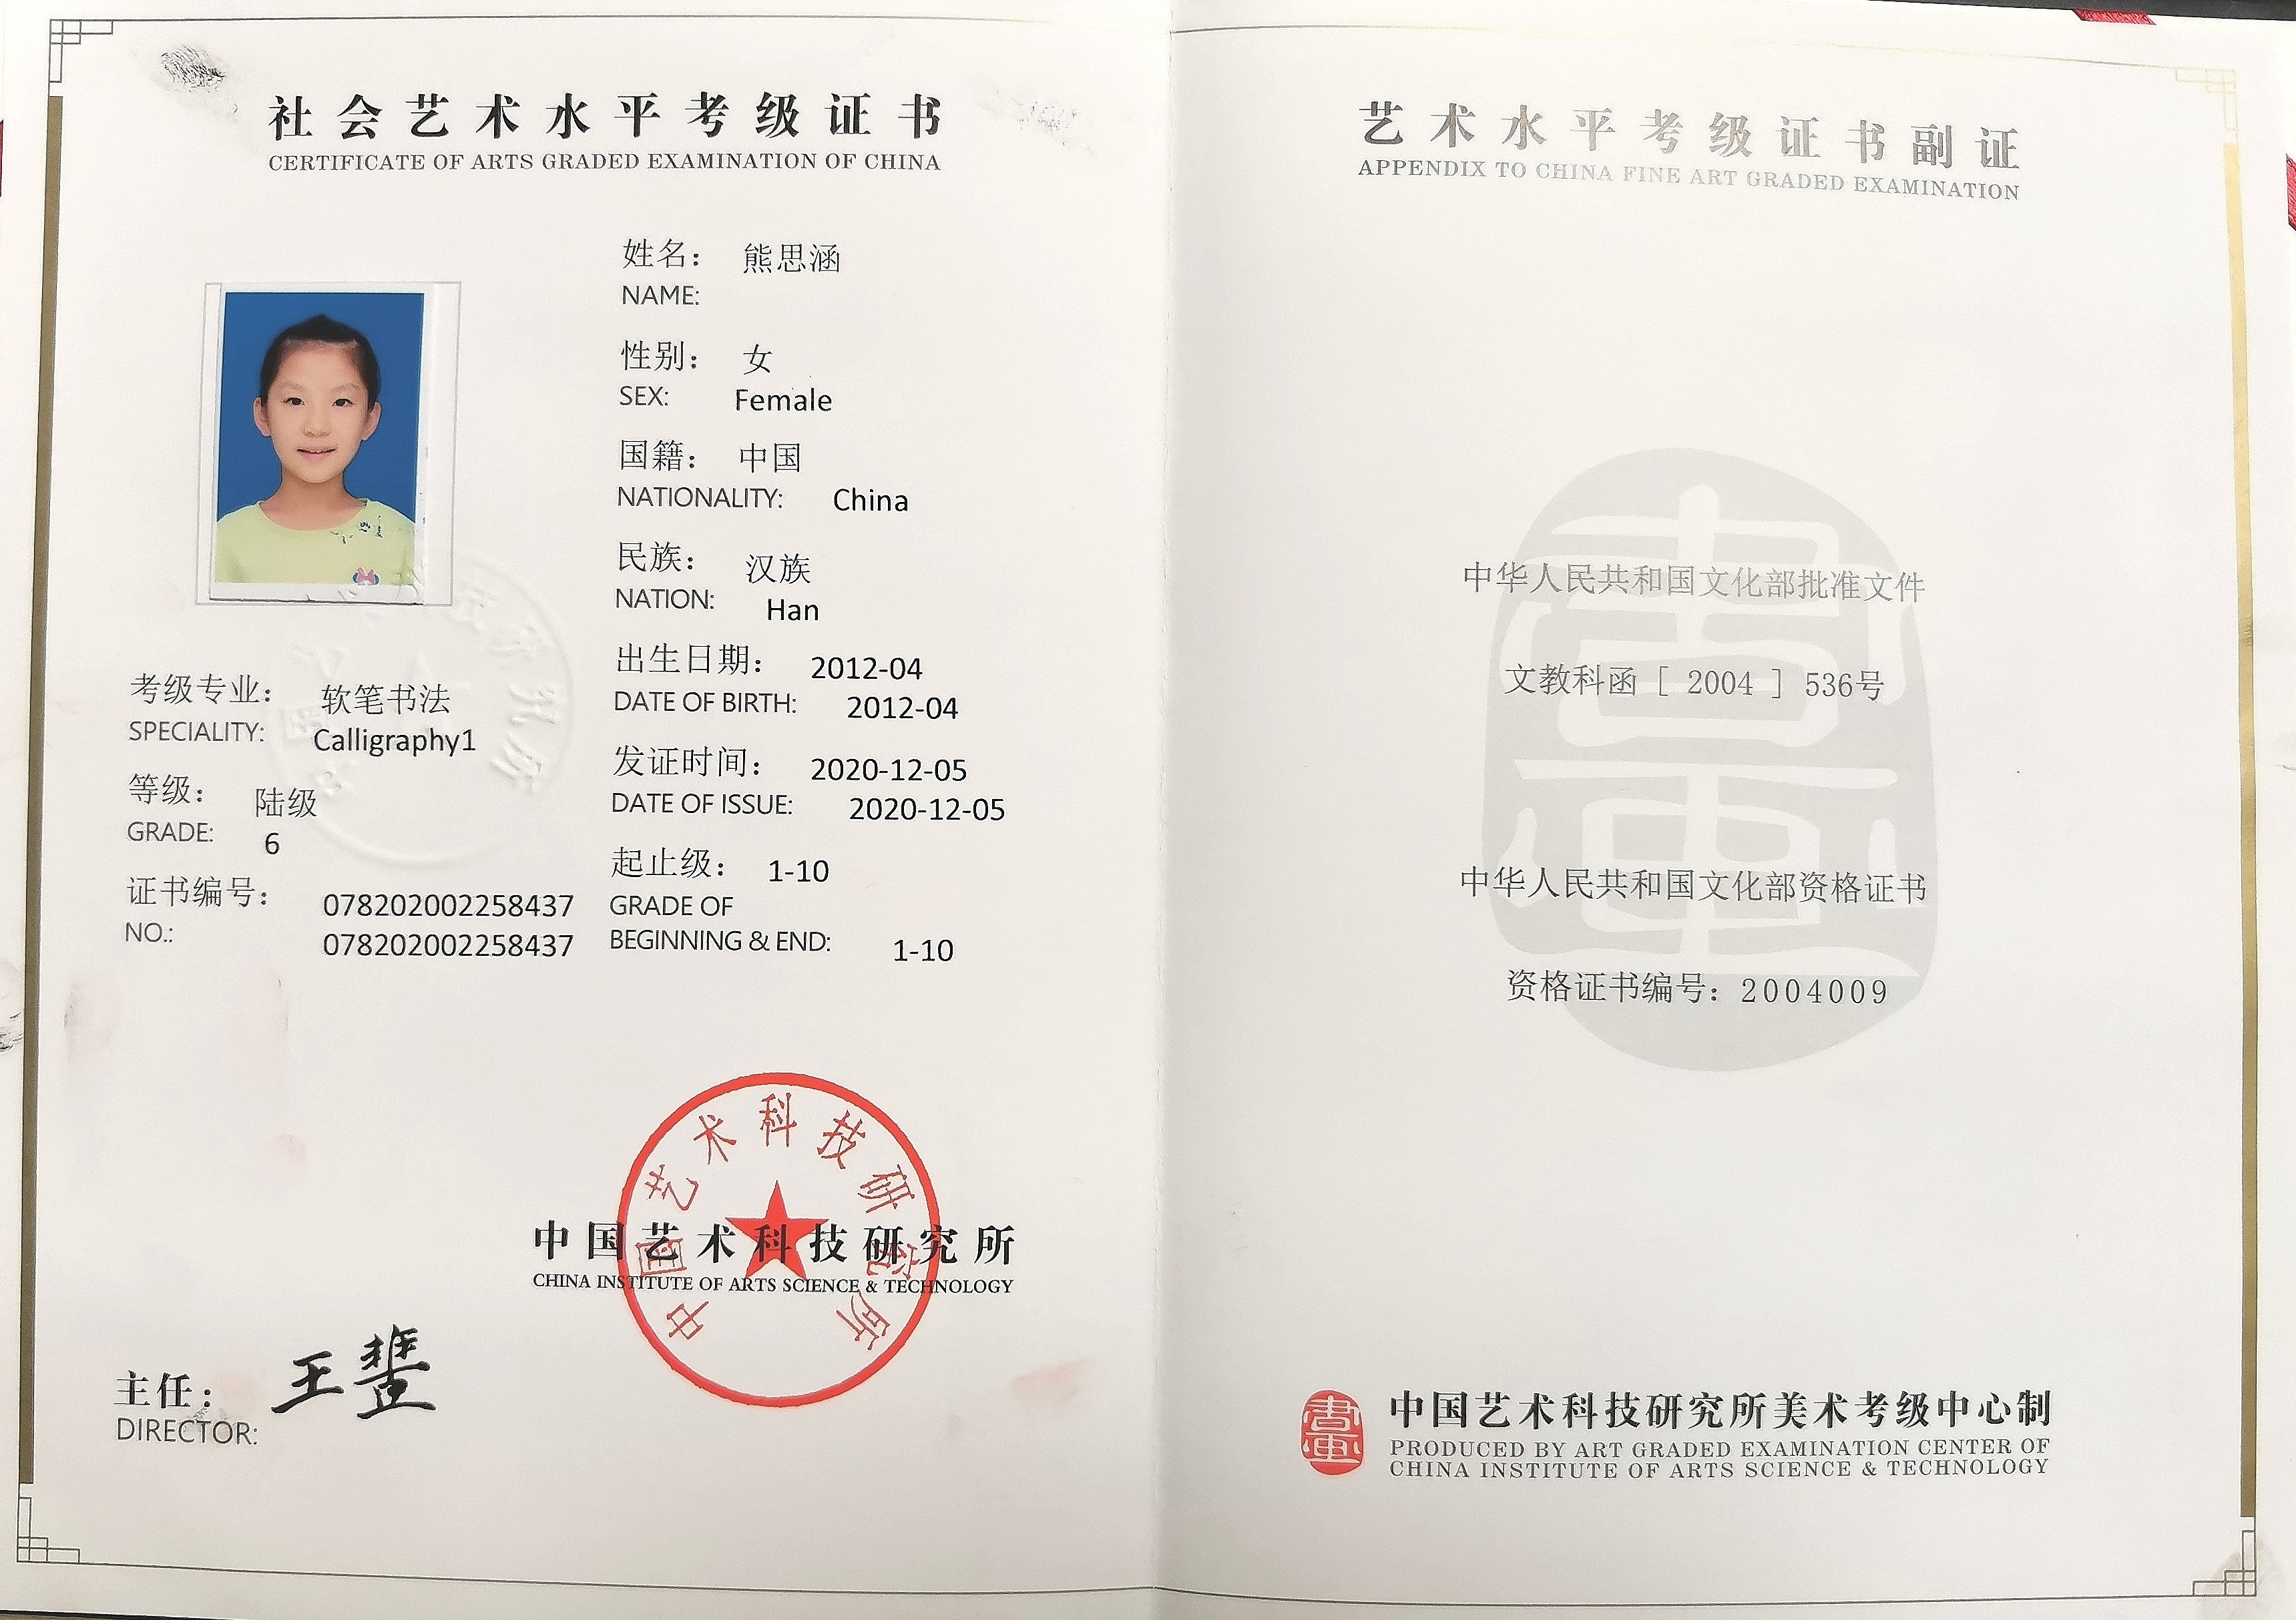 社会艺术水平考级证书
CERTIFICATE OF ARTS GRADED EXAMINATION OF CHINA
姓名： 熊思涵
NAME:
性别： 女
SEX: Female
国籍： 中国
NATIONALITY: China
民族： 汉族
NATION: Han
出生日期： 2012-04
DATE OF BIRTH: 2012-04
发证时间： 2020-12-05
DATE OF ISSUE: 2020-12-05
起止级： 1-10
GRADE OF
BEGINNING & END: 1-10
考级专业： 软笔书法
SPECIALITY: Calligraphy1
等级： 陆级
GRADE: 6
证书编号： 078202002258437
NO.: 078202002258437
中国艺术科技研究所
中国艺术科技研究所
CHINA INSTITUTE OF ARTS SCIENCE & TECHNOLOGY
主任：
DIRECTOR:
艺术水平考级证书副证
APPENDIX TO CHINA FINE ART GRADED EXAMINATION
中华人民共和国文化部批准文件
文教科函［2004］536号
中华人民共和国文化部资格证书
资格证书编号：2004009
中国艺术科技研究所美术考级中心制
PRODUCED BY ART GRADED EXAMINATION CENTER OF
CHINA INSTITUTE OF ARTS SCIENCE & TECHNOLOGY